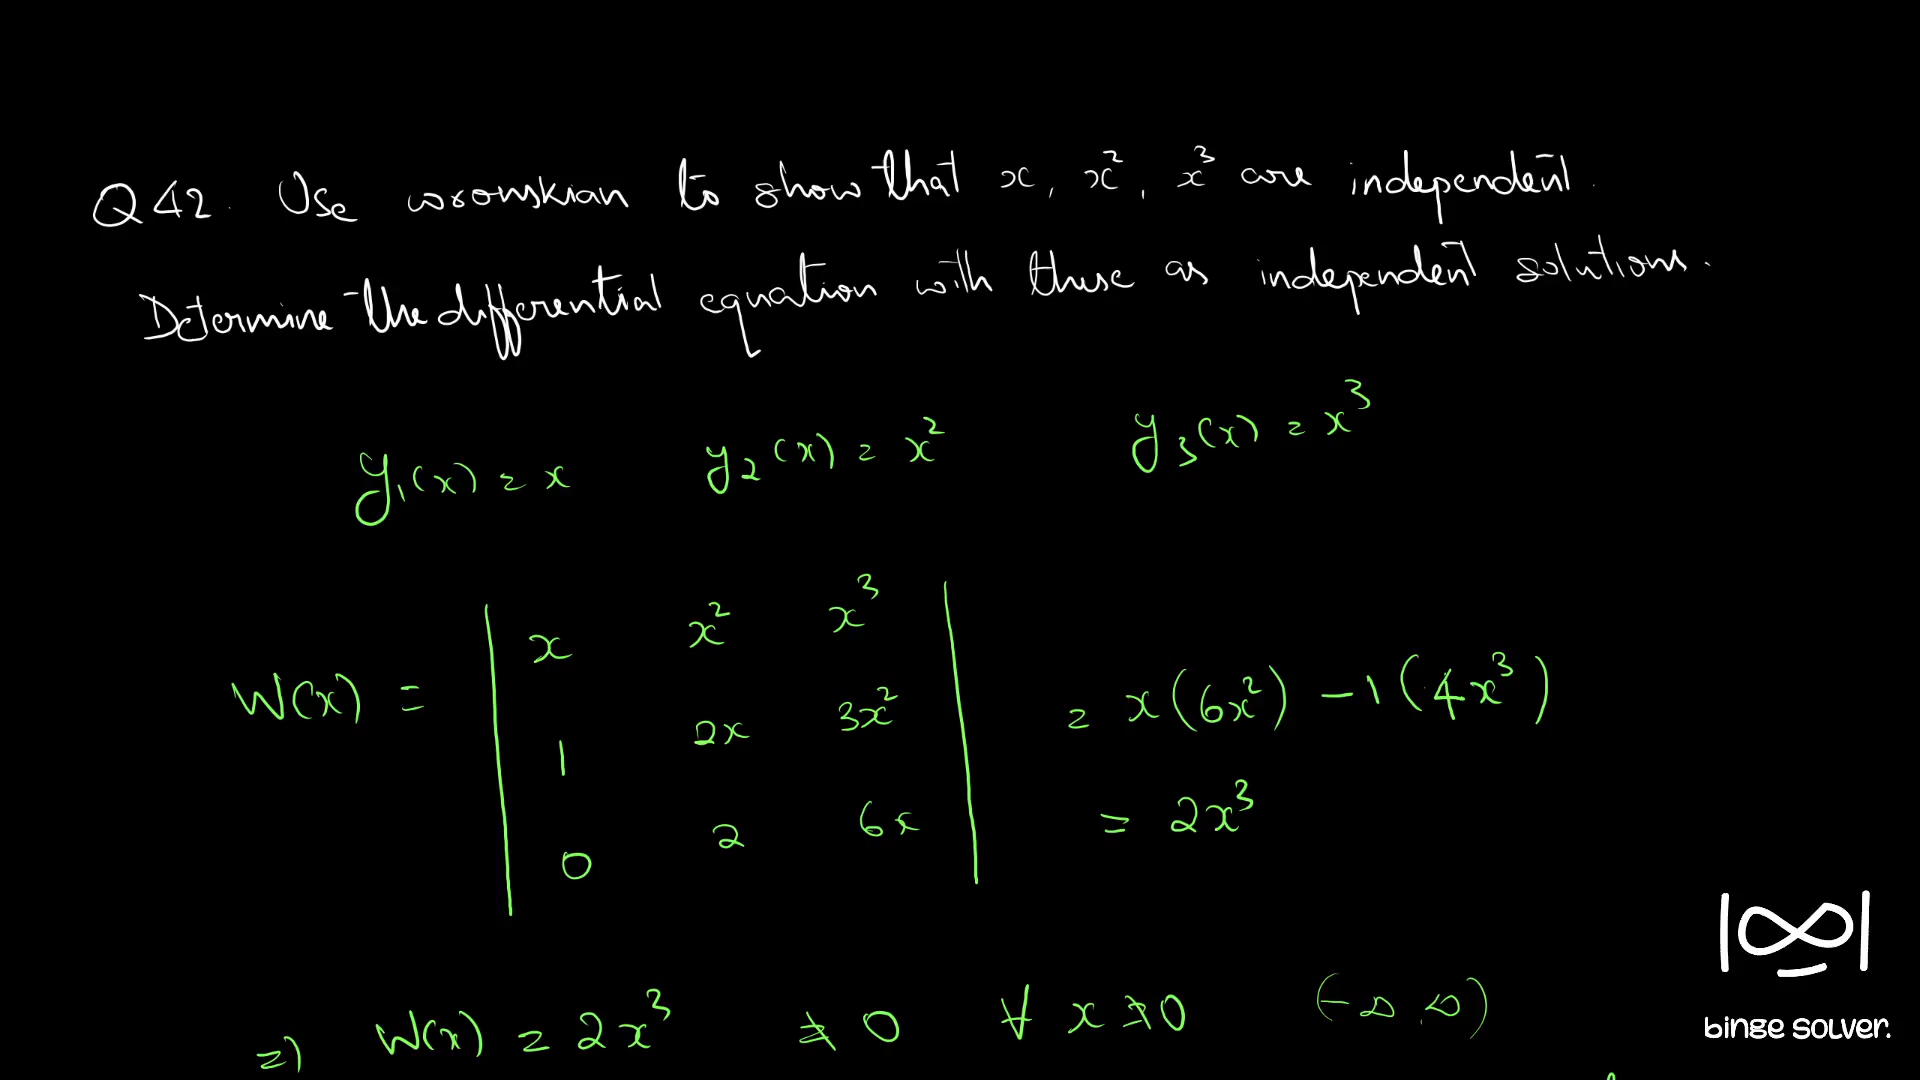 Q 42. Use wronskian to show that x, x², x³ are independent.
Determine the differential equation with these as independent solutions.
y₁(x) = x y₂(x) = x² y₃(x) = x³
W(x) = | x x² x³ |
| 1 2x 3x² | = x(6x²) - 1(4x³)
| 0 2 6x | = 2x³
⇒ W(x) = 2x³ ≠ 0 ∀ x ≠ 0 (-∞, ∞)
binge solver.